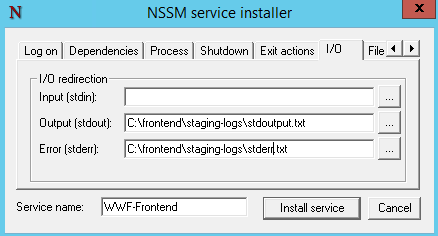 N NSSM service installer x
Log on Dependencies Process Shutdown Exit actions I/O File
I/O redirection
Input (stdin): ...
Output (stdout): C:\frontend\staging-logs\stdoutput.txt ...
Error (stderr): C:\frontend\staging-logs\stderr.txt ...
Service name: WWF-Frontend Install service Cancel